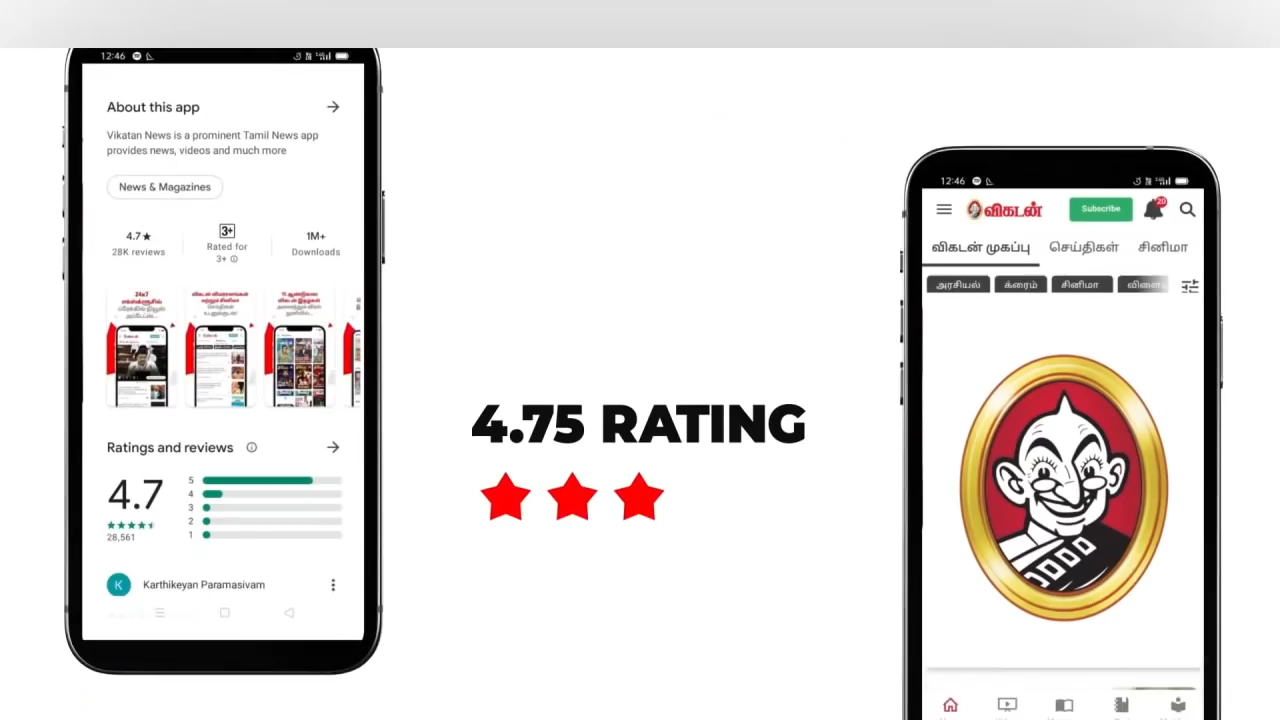 12:46
About this app
Vikatan News is a prominent Tamil News app
provides news, videos and much more
News & Magazines
4.7★
28K reviews
3+
Rated for
3+
1M+
Downloads
24x7
Ratings and reviews
4.7
28,561
5
4
3
2
1
K
Karthikeyan Paramasivam
4.75 RATING
12:46
விகடன்
Subscribe
20
விகடன் முகப்பு
செய்திகள்
சினிமா
அரசியல்
க்ரைம்
சினிமா
விளை